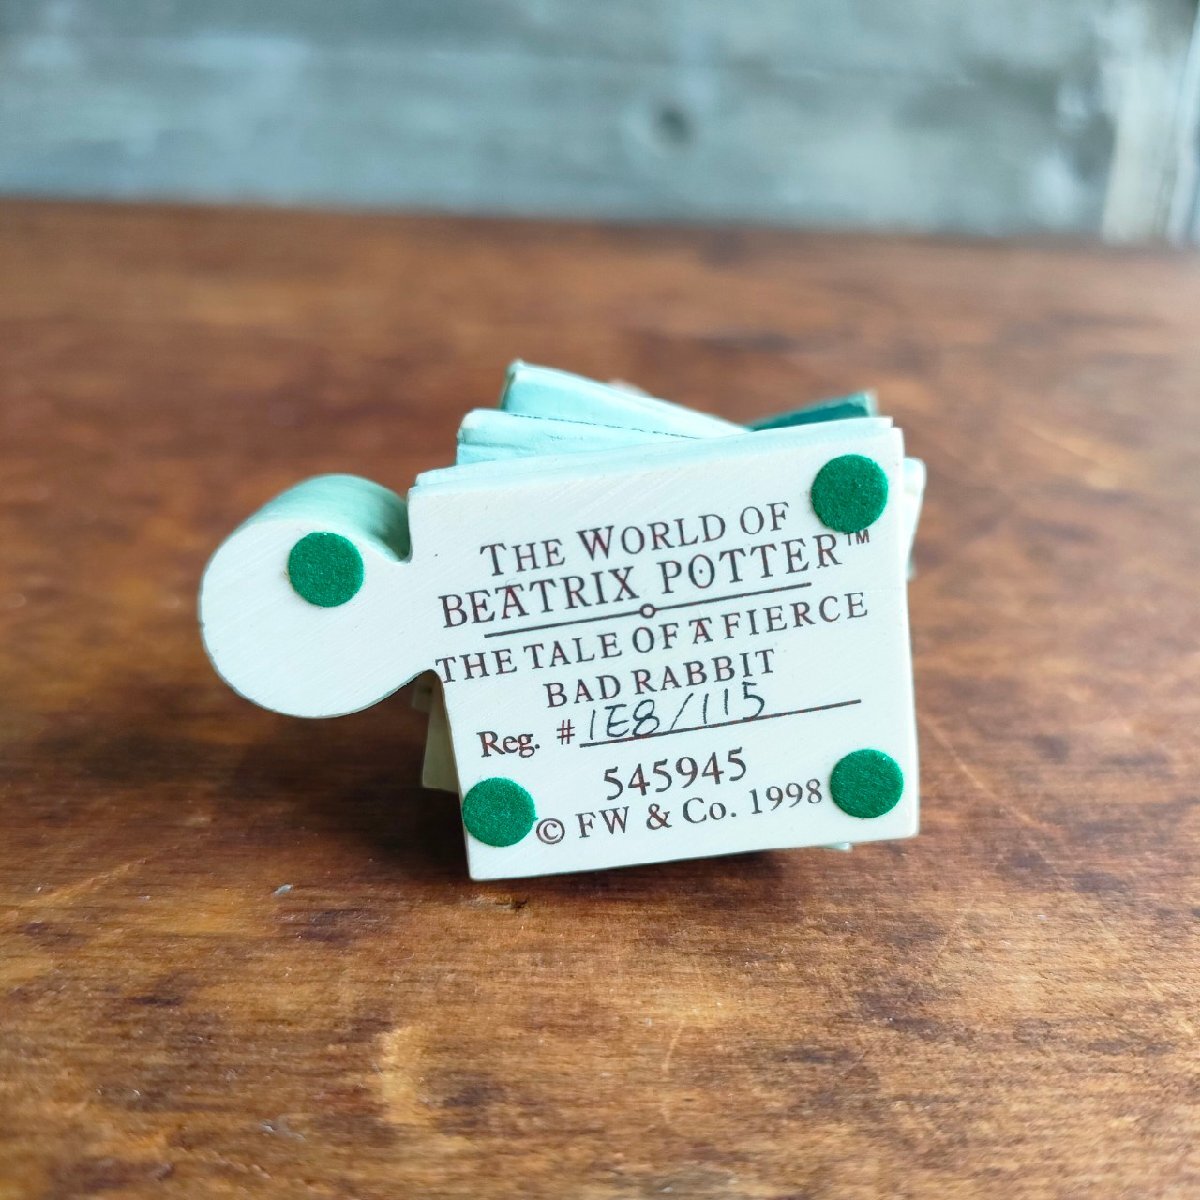 THE WORLD OF
BEATRIX POTTER™
THE TALE OF A FIERCE
BAD RABBIT
Reg. # 1E8/115
545945
© FW & Co. 1998